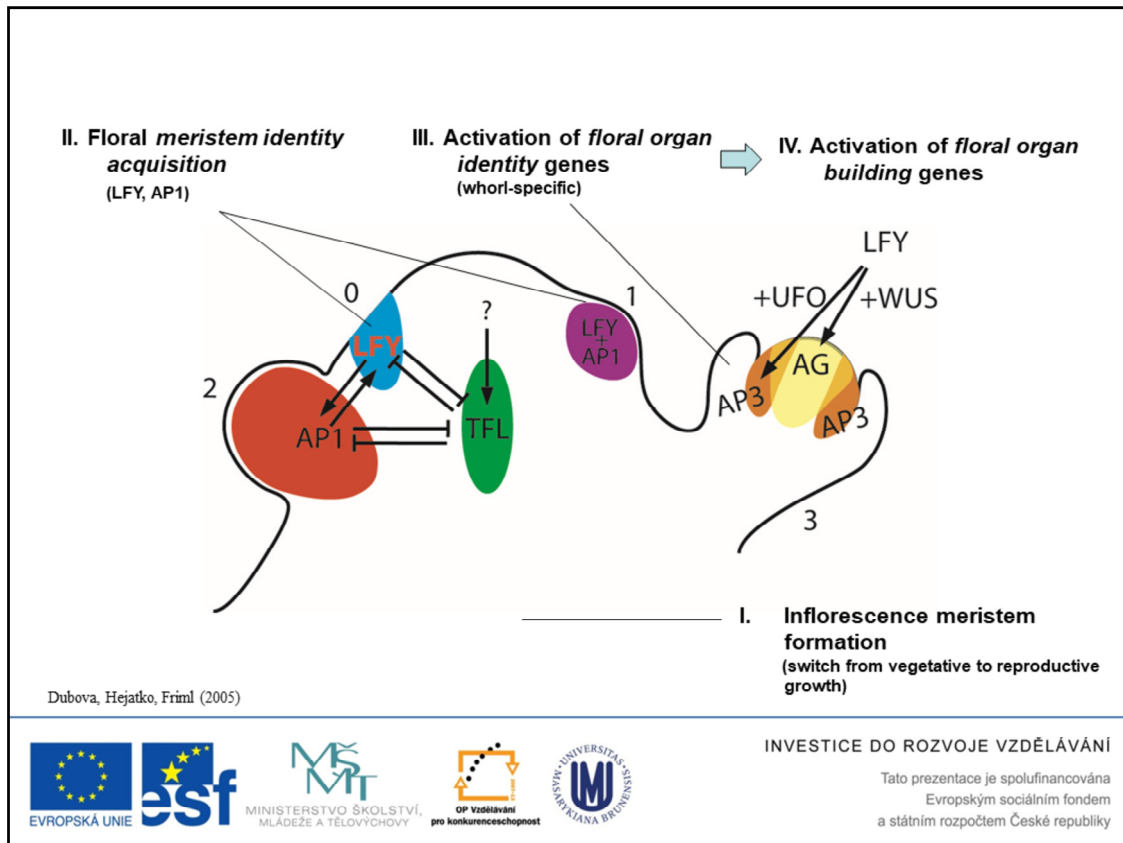 II. Floral meristem identity
acquisition
(LFY, AP1)
III. Activation of floral organ
identity genes
(whorl-specific)
IV. Activation of floral organ
building genes
LFY
+UFO
+WUS
0
1
2
3
?
LFY
LFY
+
AP1
AP1
TFL
AP3
AG
AP3
I. Inflorescence meristem
formation
(switch from vegetative to reproductive
growth)
Dubova, Hejatko, Friml (2005)
EVROPSKÁ UNIE
esf
MŠMT
MINISTERSTVO ŠKOLSTVÍ,
MLÁDEŽE A TĚLOVÝCHOVY
OP Vzdělávání
pro konkurenceschopnost
UNIVERSITAS
MASARYKIANA BRUNENSIS
INVESTICE DO ROZVOJE VZDĚLÁVÁNÍ
Tato prezentace je spolufinancována
Evropským sociálním fondem
a státním rozpočtem České republiky